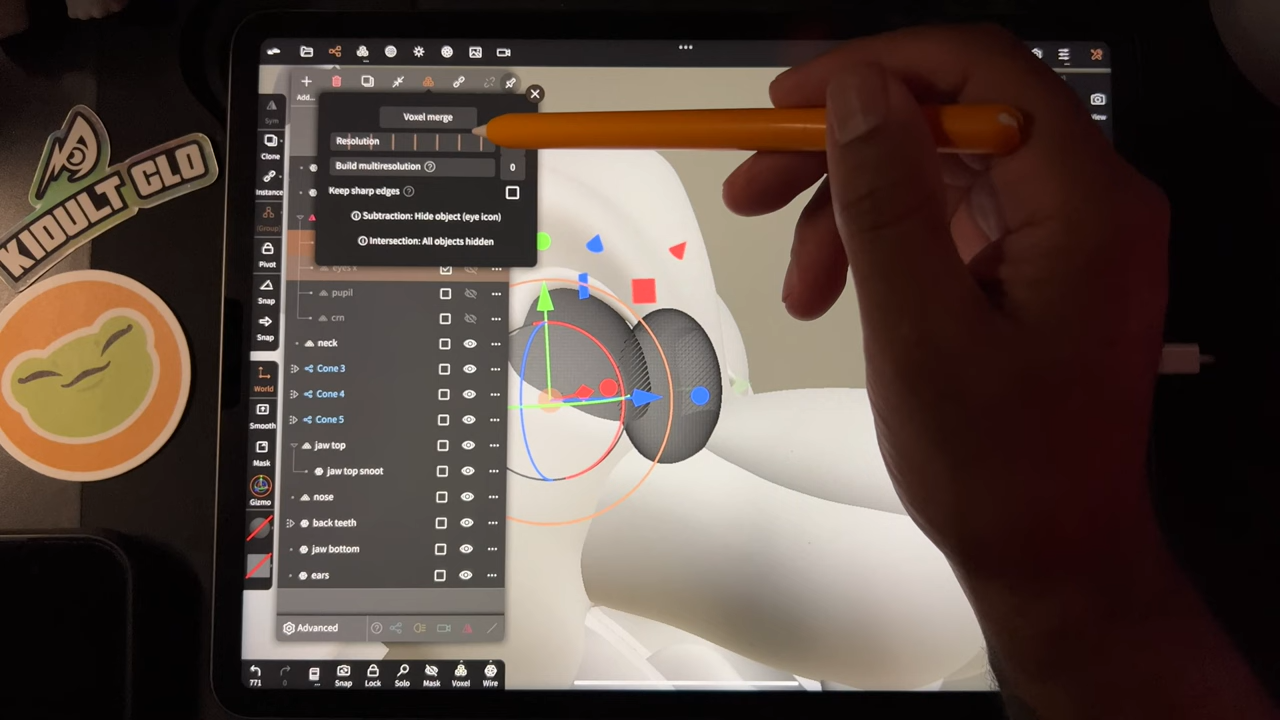 KIDULT CLO
Add...
Sym
Clone
Instance
(Group)
Pivot
Snap
Snap
World
Smooth
Mask
Gizmo
Voxel merge
Resolution
Build multiresolution ?
0
Keep sharp edges ?
Subtraction: Hide object (eye icon)
Intersection: All objects hidden
pupil
crn
neck
Cone 3
Cone 4
Cone 5
jaw top
jaw top snoot
nose
back teeth
jaw bottom
ears
Advanced
View
771
0
Snap
Lock
Solo
Mask
Voxel
Wire